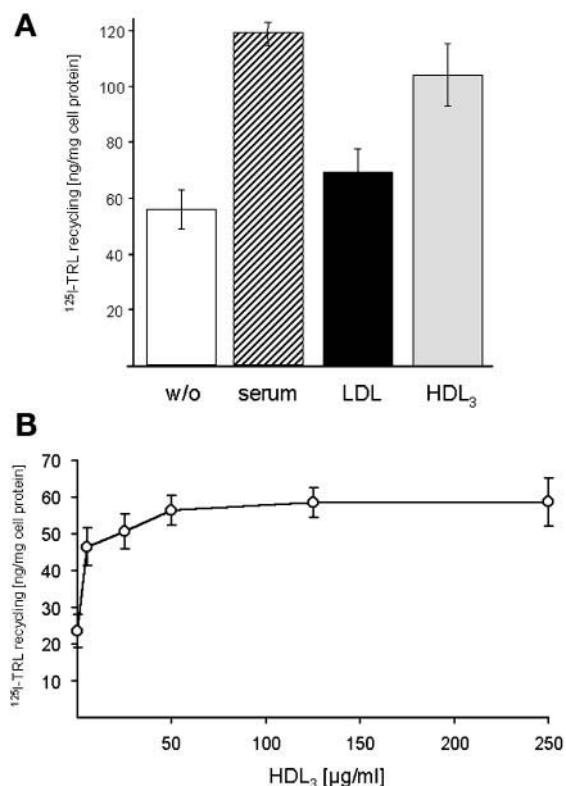 A
¹²⁵I-TRL recycling [ng/mg cell protein]
120
100
80
60
40
20
w/o serum LDL HDL₃
B
¹²⁵I-TRL recycling [ng/mg cell protein]
70
60
50
40
30
20
10
50 100 150 200 250
HDL₃ [µg/ml]